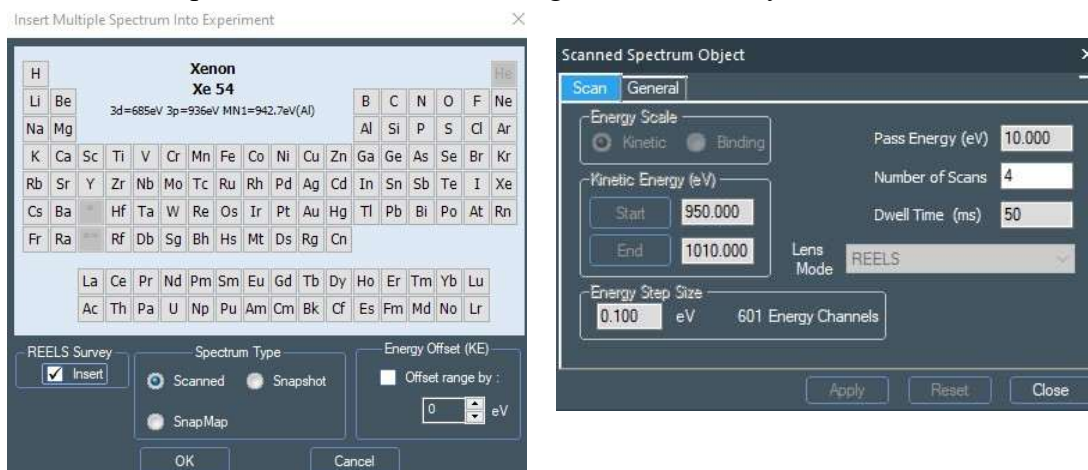 Insert Multiple Spectrum Into Experiment
Xenon
Xe 54
3d=685eV 3p=936eV MN1=942.7eV(Al)
H He
Li Be B C N O F Ne
Na Mg Al Si P S Cl Ar
K Ca Sc Ti V Cr Mn Fe Co Ni Cu Zn Ga Ge As Se Br Kr
Rb Sr Y Zr Nb Mo Tc Ru Rh Pd Ag Cd In Sn Sb Te I Xe
Cs Ba * Hf Ta W Re Os Ir Pt Au Hg Tl Pb Bi Po At Rn
Fr Ra ** Rf Db Sg Bh Hs Mt Ds Rg Cn
La Ce Pr Nd Pm Sm Eu Gd Tb Dy Ho Er Tm Yb Lu
Ac Th Pa U Np Pu Am Cm Bk Cf Es Fm Md No Lr
REELS Survey
Insert
Spectrum Type
Scanned Snapshot
SnapMap
Energy Offset (KE)
Offset range by :
0 eV
OK Cancel
Scanned Spectrum Object
Scan General
Energy Scale
Kinetic Binding
Kinetic Energy (eV)
Start 950.000
End 1010.000
Energy Step Size
0.100 eV 601 Energy Channels
Pass Energy (eV) 10.000
Number of Scans 4
Dwell Time (ms) 50
Lens Mode REELS
Apply Reset Close